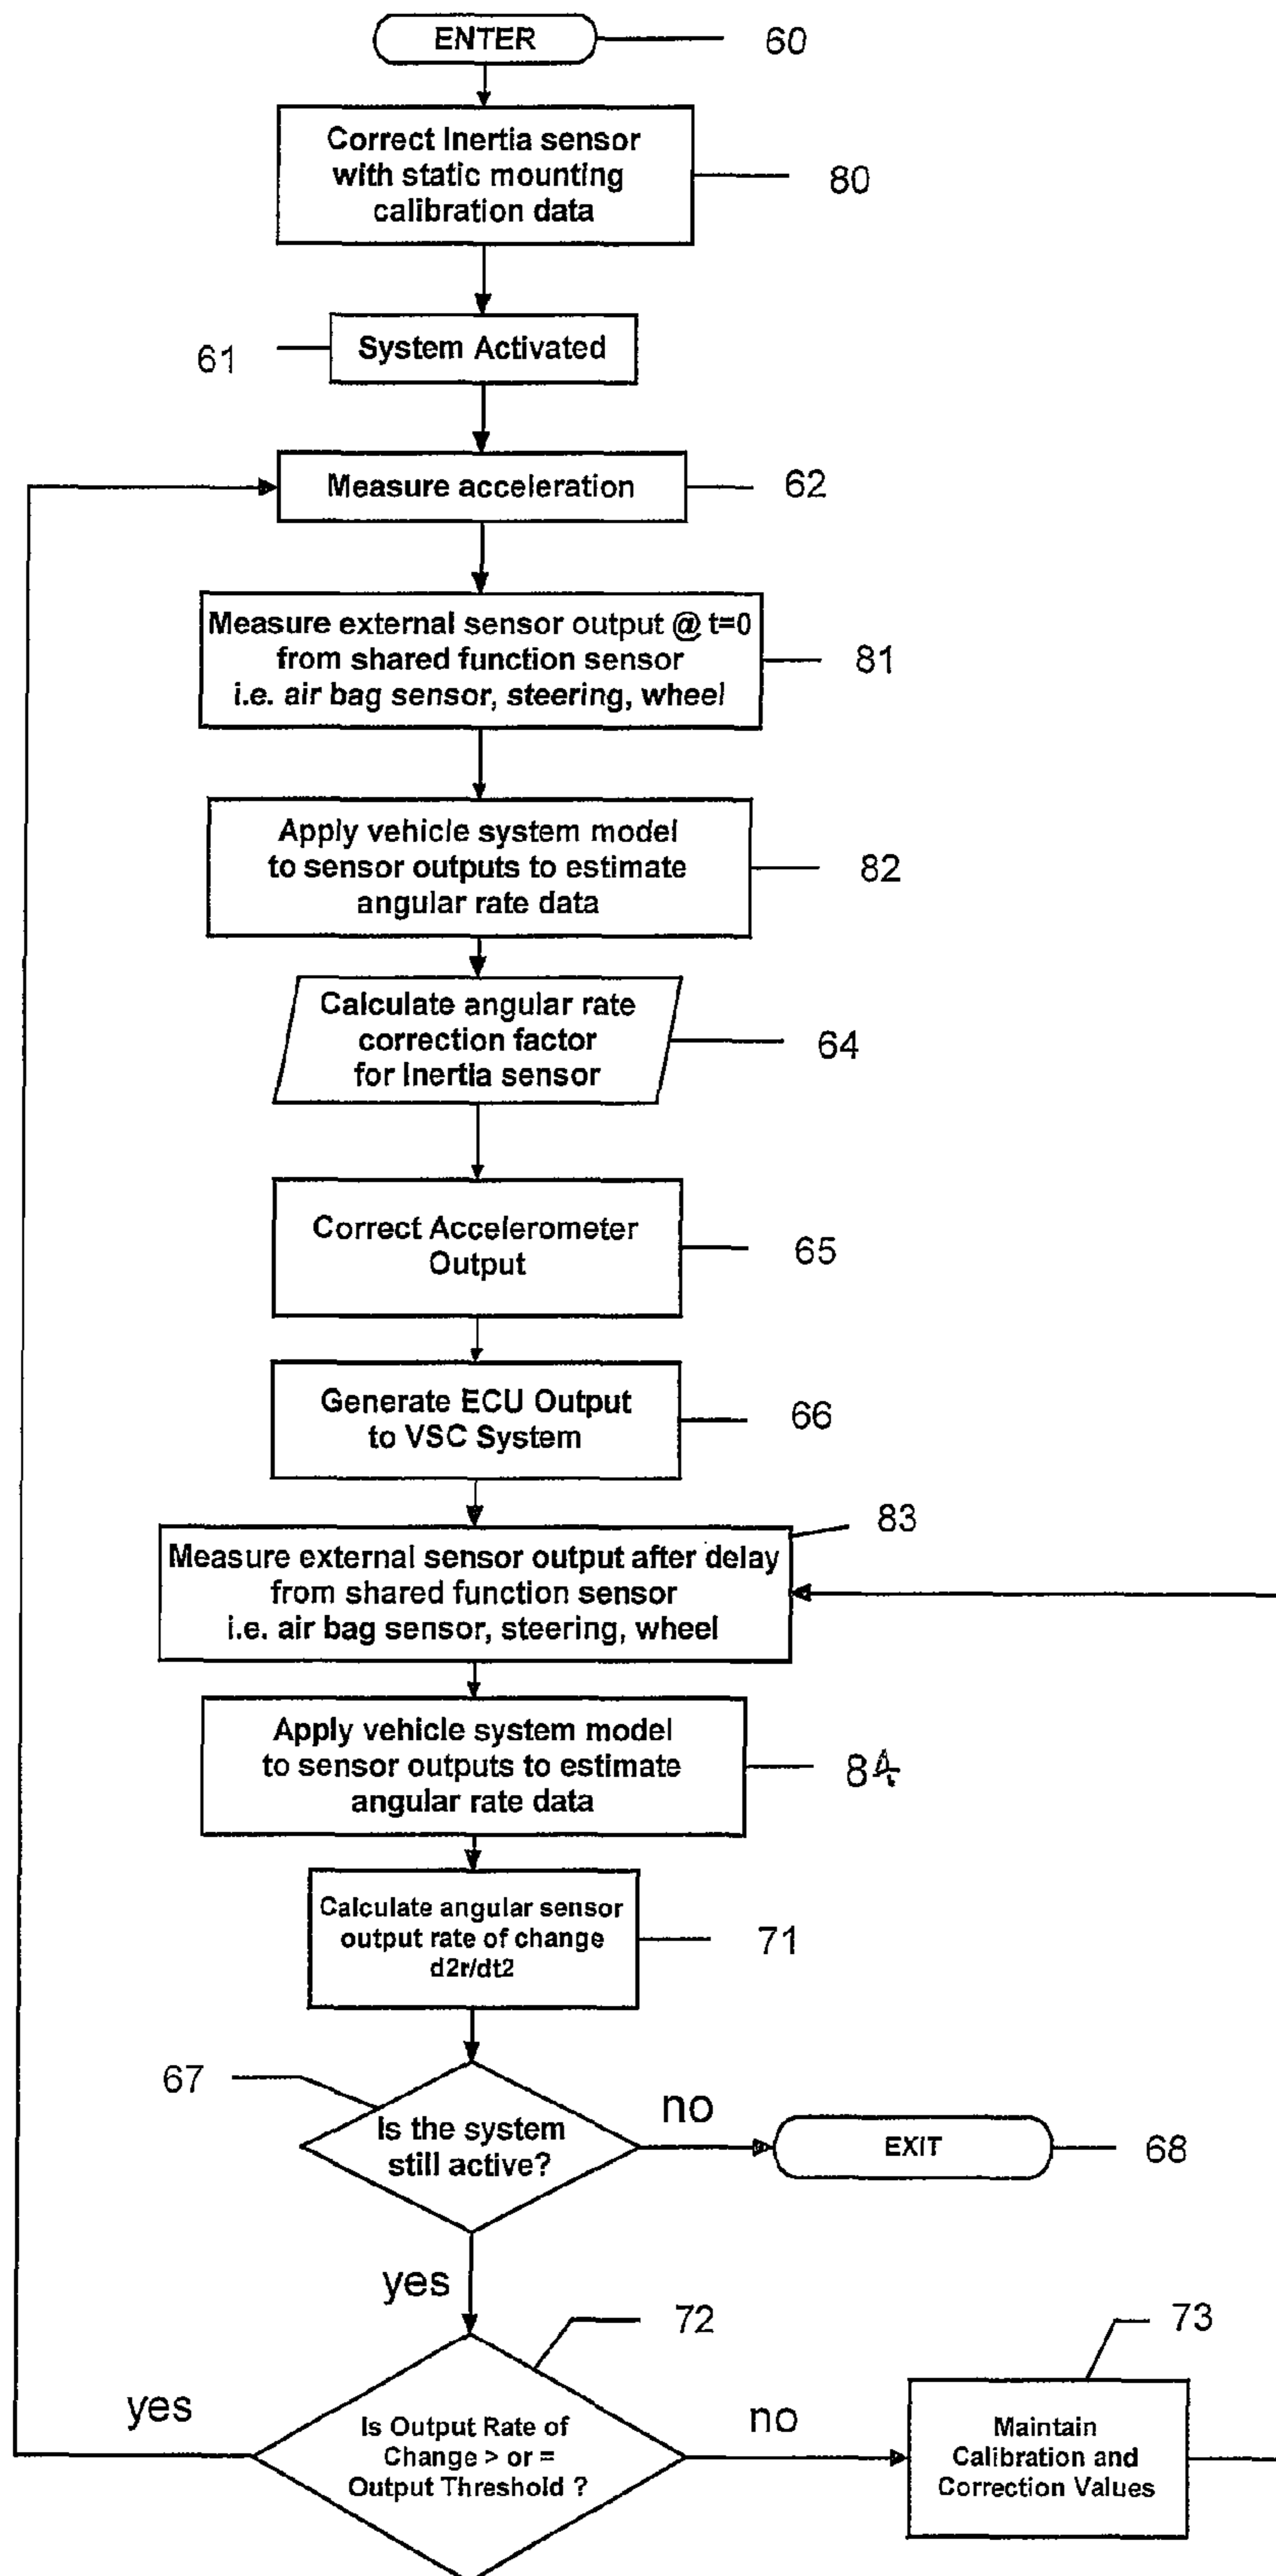 ENTER
60
Correct Inertia sensor
with static mounting
calibration data
80
System Activated
61
Measure acceleration
62
Measure external sensor output @ t=0
from shared function sensor
i.e. air bag sensor, steering, wheel
81
Apply vehicle system model
to sensor outputs to estimate
angular rate data
82
Calculate angular rate
correction factor
for Inertia sensor
64
Correct Accelerometer
Output
65
Generate ECU Output
to VSC System
66
83
Measure external sensor output after delay
from shared function sensor
i.e. air bag sensor, steering, wheel
Apply vehicle system model
to sensor outputs to estimate
angular rate data
84
Calculate angular sensor
output rate of change
d2r/dt2
71
67
Is the system
still active?
no
EXIT
68
yes
72
73
yes
Is Output Rate of
Change > or =
Output Threshold ?
no
Maintain
Calibration and
Correction Values